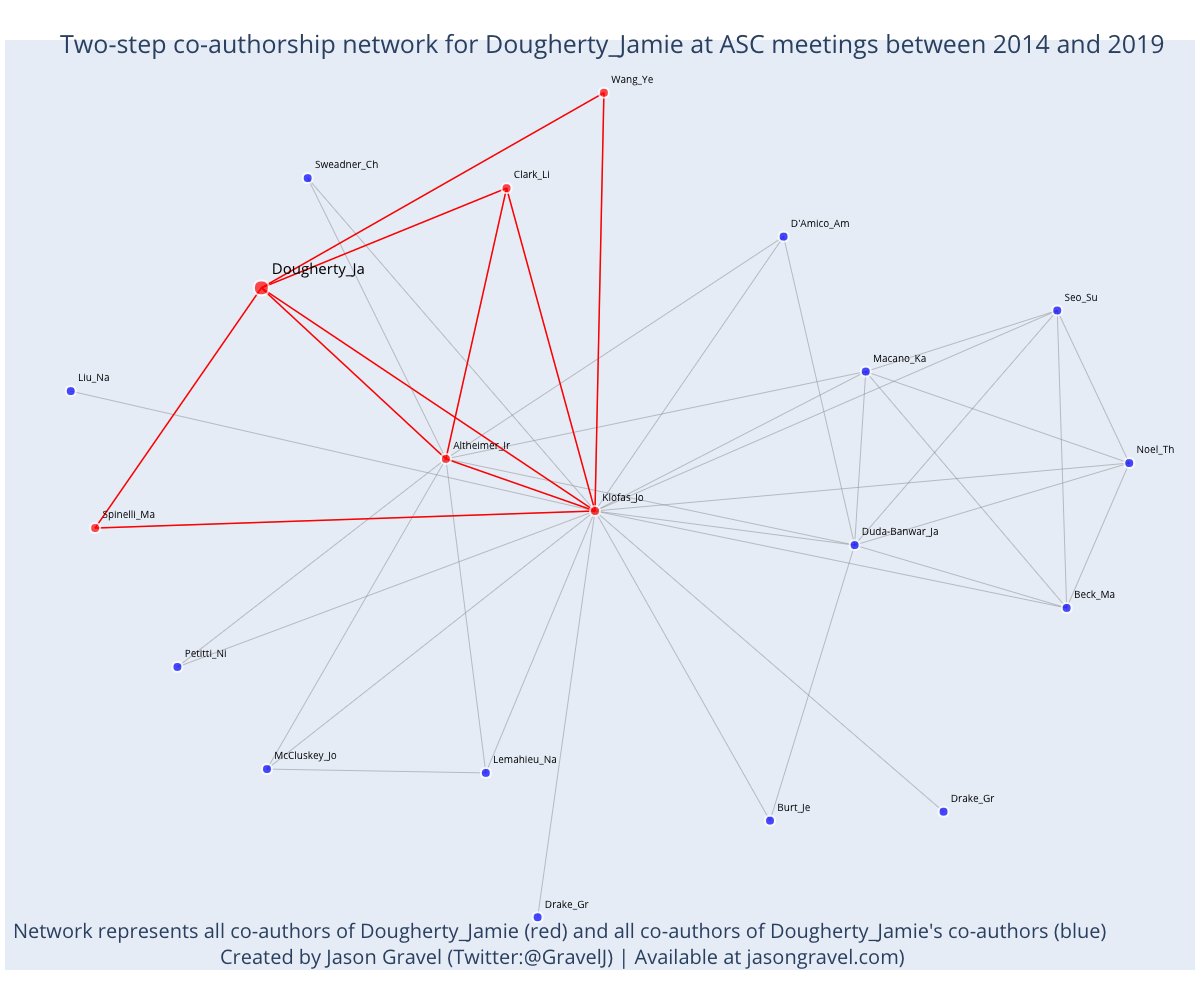 Two-step co-authorship network for Dougherty_Jamie at ASC meetings between 2014 and 2019
Wang_Ye
Sweadner_Ch
Clark_Li
D'Amico_Am
Dougherty_Ja
Seo_Su
Macano_Ka
Liu_Na
Altheimer_Ir
Noel_Th
Klofas_Jo
Spinelli_Ma
Duda-Banwar_Ja
Beck_Ma
Petitti_Ni
McCluskey_Jo
Lemahieu_Na
Drake_Gr
Burt_Je
Drake_Gr
Network represents all co-authors of Dougherty_Jamie (red) and all co-authors of Dougherty_Jamie's co-authors (blue)
Created by Jason Gravel (Twitter:@GravelJ) | Available at jasongravel.com)